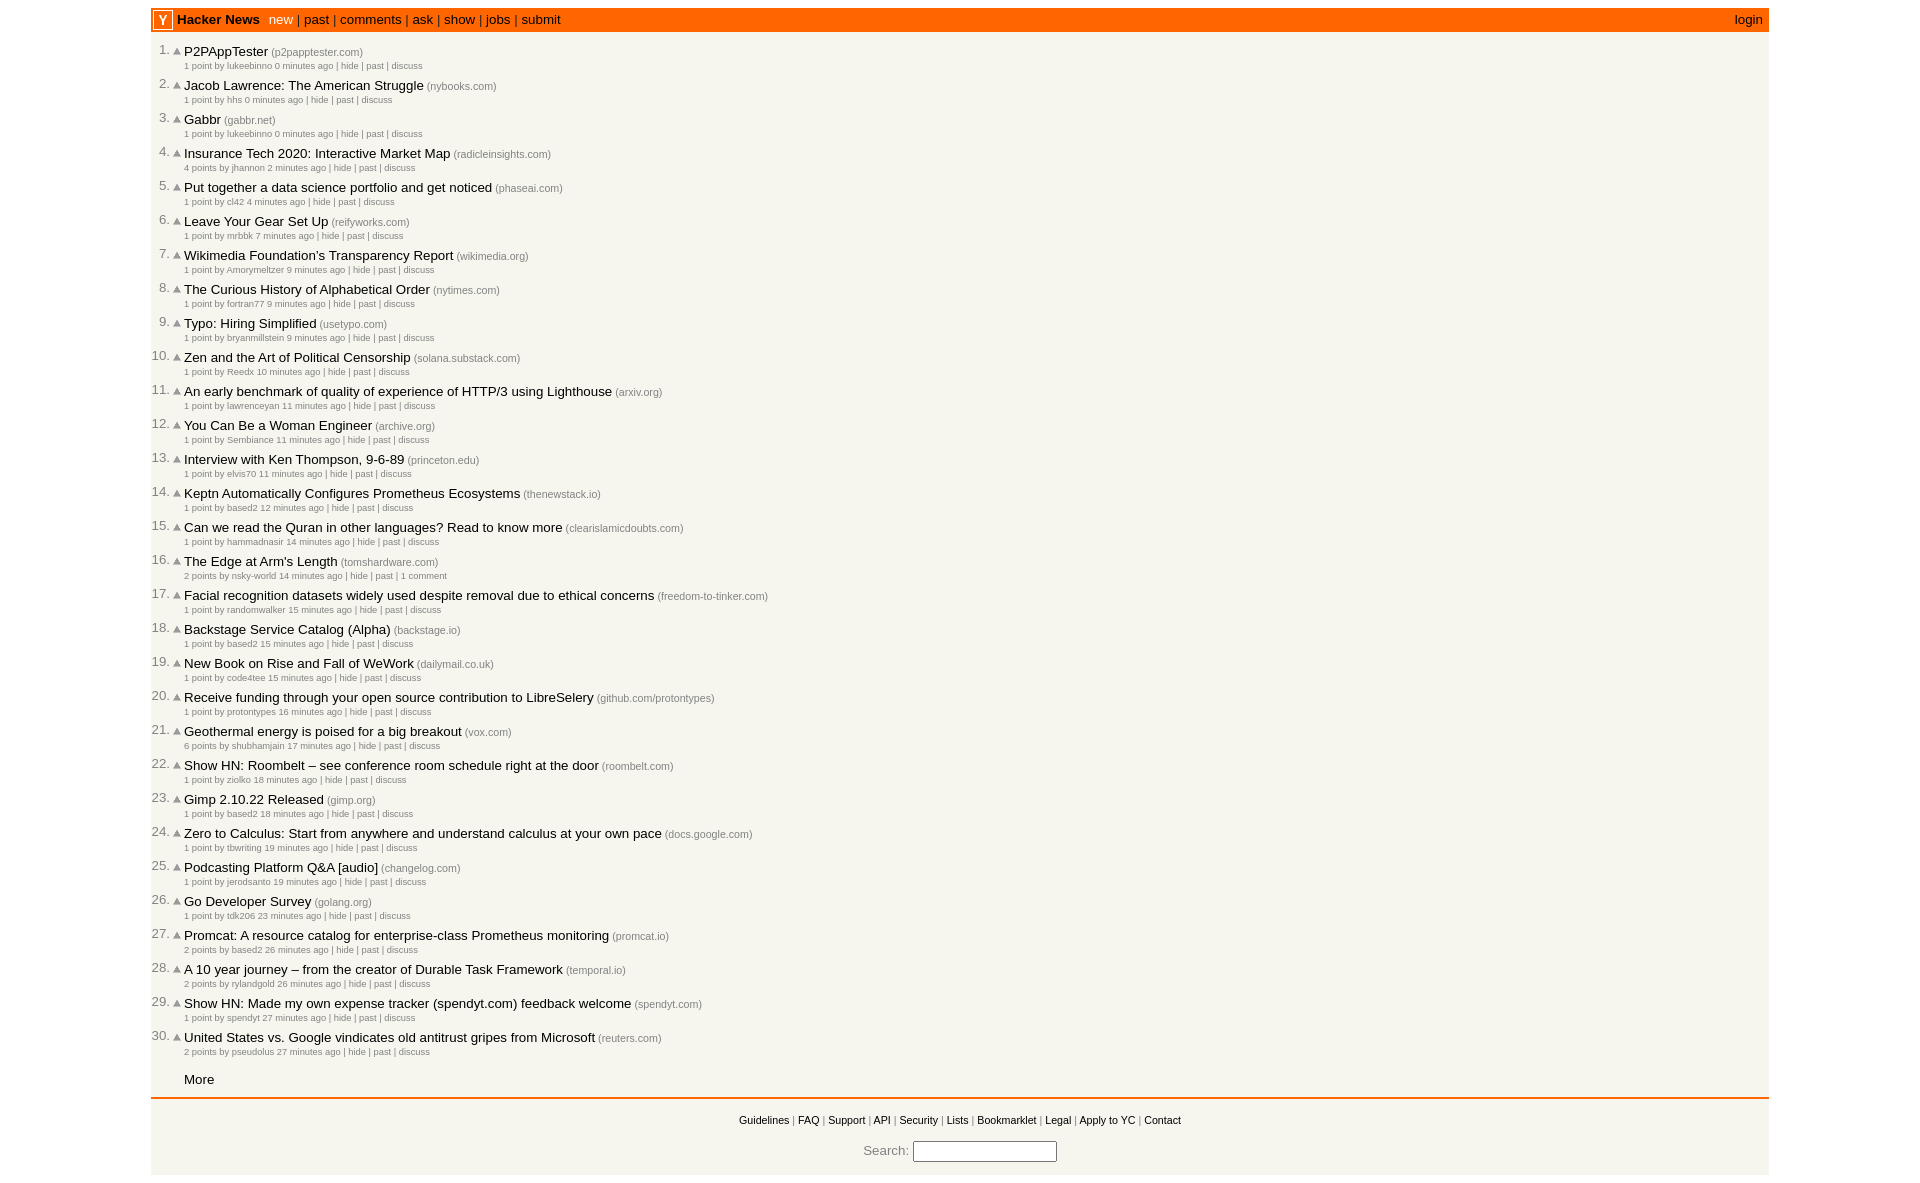 Y Hacker News new | past | comments | ask | show | jobs | submit login
1. P2PAppTester (p2papptester.com)
1 point by lukeebinno 0 minutes ago | hide | past | discuss
2. Jacob Lawrence: The American Struggle (nybooks.com)
1 point by hhs 0 minutes ago | hide | past | discuss
3. Gabbr (gabbr.net)
1 point by lukeebinno 0 minutes ago | hide | past | discuss
4. Insurance Tech 2020: Interactive Market Map (radicleinsights.com)
4 points by jhannon 2 minutes ago | hide | past | discuss
5. Put together a data science portfolio and get noticed (phaseai.com)
1 point by cl42 4 minutes ago | hide | past | discuss
6. Leave Your Gear Set Up (reifyworks.com)
1 point by mrbbk 7 minutes ago | hide | past | discuss
7. Wikimedia Foundation’s Transparency Report (wikimedia.org)
1 point by Amorymeltzer 9 minutes ago | hide | past | discuss
8. The Curious History of Alphabetical Order (nytimes.com)
1 point by fortran77 9 minutes ago | hide | past | discuss
9. Typo: Hiring Simplified (usetypo.com)
1 point by bryanmillstein 9 minutes ago | hide | past | discuss
10. Zen and the Art of Political Censorship (solana.substack.com)
1 point by Reedx 10 minutes ago | hide | past | discuss
11. An early benchmark of quality of experience of HTTP/3 using Lighthouse (arxiv.org)
1 point by lawrenceyan 11 minutes ago | hide | past | discuss
12. You Can Be a Woman Engineer (archive.org)
1 point by Sembiance 11 minutes ago | hide | past | discuss
13. Interview with Ken Thompson, 9-6-89 (princeton.edu)
1 point by elvis70 11 minutes ago | hide | past | discuss
14. Keptn Automatically Configures Prometheus Ecosystems (thenewstack.io)
1 point by based2 12 minutes ago | hide | past | discuss
15. Can we read the Quran in other languages? Read to know more (clearislamicdoubts.com)
1 point by hammadnasir 14 minutes ago | hide | past | discuss
16. The Edge at Arm's Length (tomshardware.com)
2 points by nsky-world 14 minutes ago | hide | past | 1 comment
17. Facial recognition datasets widely used despite removal due to ethical concerns (freedom-to-tinker.com)
1 point by randomwalker 15 minutes ago | hide | past | discuss
18. Backstage Service Catalog (Alpha) (backstage.io)
1 point by based2 15 minutes ago | hide | past | discuss
19. New Book on Rise and Fall of WeWork (dailymail.co.uk)
1 point by code4tee 15 minutes ago | hide | past | discuss
20. Receive funding through your open source contribution to LibreSelery (github.com/protontypes)
1 point by protontypes 16 minutes ago | hide | past | discuss
21. Geothermal energy is poised for a big breakout (vox.com)
6 points by shubhamjain 17 minutes ago | hide | past | discuss
22. Show HN: Roombelt – see conference room schedule right at the door (roombelt.com)
1 point by ziolko 18 minutes ago | hide | past | discuss
23. Gimp 2.10.22 Released (gimp.org)
1 point by based2 18 minutes ago | hide | past | discuss
24. Zero to Calculus: Start from anywhere and understand calculus at your own pace (docs.google.com)
1 point by tbwriting 19 minutes ago | hide | past | discuss
25. Podcasting Platform Q&A [audio] (changelog.com)
1 point by jerodsanto 19 minutes ago | hide | past | discuss
26. Go Developer Survey (golang.org)
1 point by tdk206 23 minutes ago | hide | past | discuss
27. Promcat: A resource catalog for enterprise-class Prometheus monitoring (promcat.io)
2 points by based2 26 minutes ago | hide | past | discuss
28. A 10 year journey – from the creator of Durable Task Framework (temporal.io)
2 points by rylandgold 26 minutes ago | hide | past | discuss
29. Show HN: Made my own expense tracker (spendyt.com) feedback welcome (spendyt.com)
1 point by spendyt 27 minutes ago | hide | past | discuss
30. United States vs. Google vindicates old antitrust gripes from Microsoft (reuters.com)
2 points by pseudolus 27 minutes ago | hide | past | discuss
More
Guidelines | FAQ | Support | API | Security | Lists | Bookmarklet | Legal | Apply to YC | Contact
Search: